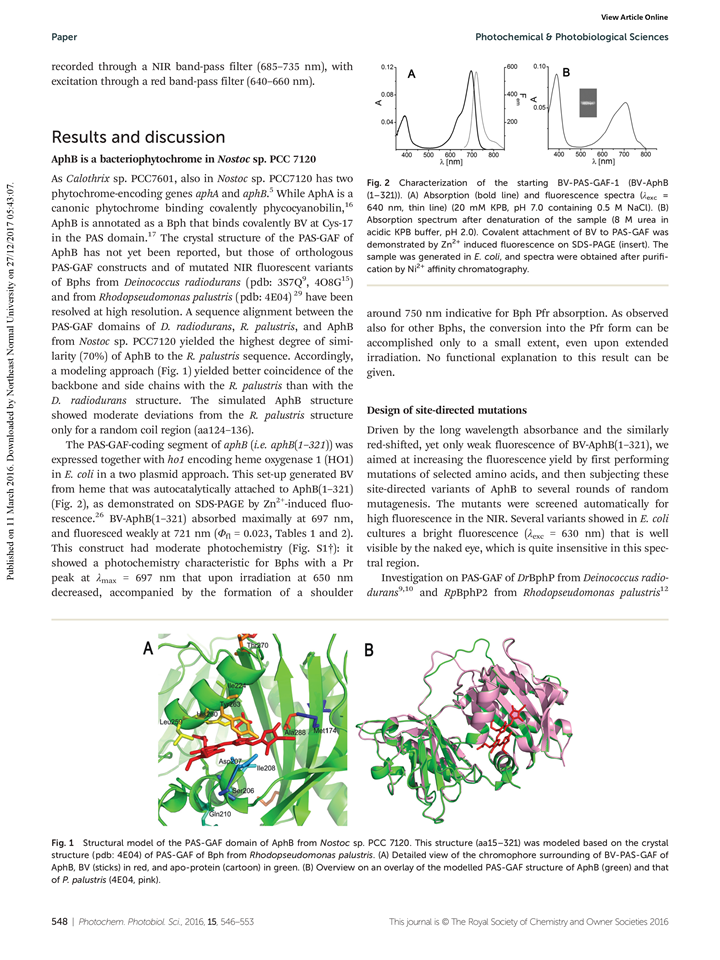 View Article Online
Paper
Photochemical & Photobiological Sciences
Published on 11 March 2016. Downloaded by Northeast Normal University on 27/12/2017 05:43:07.
recorded through a NIR band-pass filter (685–735 nm), with
excitation through a red band-pass filter (640–660 nm).
Results and discussion
AphB is a bacteriophytochrome in Nostoc sp. PCC 7120
As Calothrix sp. PCC7601, also in Nostoc sp. PCC7120 has two
phytochrome-encoding genes aphA and aphB.5 While AphA is a
canonic phytochrome binding covalently phycocyanobilin,16
AphB is annotated as a Bph that binds covalently BV at Cys-17
in the PAS domain.17 The crystal structure of the PAS-GAF of
AphB has not yet been reported, but those of orthologous
PAS-GAF constructs and of mutated NIR fluorescent variants
of Bphs from Deinococcus radiodurans (pdb: 3S7Q9, 4O8G15)
and from Rhodopseudomonas palustris (pdb: 4E04) 29 have been
resolved at high resolution. A sequence alignment between the
PAS-GAF domains of D. radiodurans, R. palustris, and AphB
from Nostoc sp. PCC7120 yielded the highest degree of simi-
larity (70%) of AphB to the R. palustris sequence. Accordingly,
a modeling approach (Fig. 1) yielded better coincidence of the
backbone and side chains with the R. palustris than with the
D. radiodurans structure. The simulated AphB structure
showed moderate deviations from the R. palustris structure
only for a random coil region (aa124–136).
The PAS-GAF-coding segment of aphB (i.e. aphB(1–321)) was
expressed together with ho1 encoding heme oxygenase 1 (HO1)
in E. coli in a two plasmid approach. This set-up generated BV
from heme that was autocatalytically attached to AphB(1–321)
(Fig. 2), as demonstrated on SDS-PAGE by Zn2+-induced fluo-
rescence.26 BV-AphB(1–321) absorbed maximally at 697 nm,
and fluoresced weakly at 721 nm (Φfl = 0.023, Tables 1 and 2).
This construct had moderate photochemistry (Fig. S1†): it
showed a photochemistry characteristic for Bphs with a Pr
peak at λmax = 697 nm that upon irradiation at 650 nm
decreased, accompanied by the formation of a shoulder
0.12
0.08
0.04
A
A
600
400
200
Fem
400 500 600 700 800
λ [nm]
0.10
0.05
A
B
400 500 600 700 800
λ [nm]
Fig. 2 Characterization of the starting BV-PAS-GAF-1 (BV-AphB
(1–321)). (A) Absorption (bold line) and fluorescence spectra (λexc =
640 nm, thin line) (20 mM KPB, pH 7.0 containing 0.5 M NaCl). (B)
Absorption spectrum after denaturation of the sample (8 M urea in
acidic KPB buffer, pH 2.0). Covalent attachment of BV to PAS-GAF was
demonstrated by Zn2+ induced fluorescence on SDS-PAGE (insert). The
sample was generated in E. coli, and spectra were obtained after purifi-
cation by Ni2+ affinity chromatography.
around 750 nm indicative for Bph Pfr absorption. As observed
also for other Bphs, the conversion into the Pfr form can be
accomplished only to a small extent, even upon extended
irradiation. No functional explanation to this result can be
given.
Design of site-directed mutations
Driven by the long wavelength absorbance and the similarly
red-shifted, yet only weak fluorescence of BV-AphB(1–321), we
aimed at increasing the fluorescence yield by first performing
mutations of selected amino acids, and then subjecting these
site-directed variants of AphB to several rounds of random
mutagenesis. The mutants were screened automatically for
high fluorescence in the NIR. Several variants showed in E. coli
cultures a bright fluorescence (λexc = 630 nm) that is well
visible by the naked eye, which is quite insensitive in this spec-
tral region.
Investigation on PAS-GAF of DrBphP from Deinococcus radio-
durans9,10 and RpBphP2 from Rhodopseudomonas palustris12
A
Thr270
Ile224
Tyr263
Leu259
Ala288
Met174
Asp207
Ile208
Ser206
Gln210
B
Fig. 1 Structural model of the PAS-GAF domain of AphB from Nostoc sp. PCC 7120. This structure (aa15–321) was modeled based on the crystal
structure (pdb: 4E04) of PAS-GAF of Bph from Rhodopseudomonas palustris. (A) Detailed view of the chromophore surrounding of BV-PAS-GAF of
AphB, BV (sticks) in red, and apo-protein (cartoon) in green. (B) Overview on an overlay of the modelled PAS-GAF structure of AphB (green) and that
of P. palustris (4E04, pink).
548 | Photochem. Photobiol. Sci., 2016, 15, 546–553
This journal is © The Royal Society of Chemistry and Owner Societies 2016